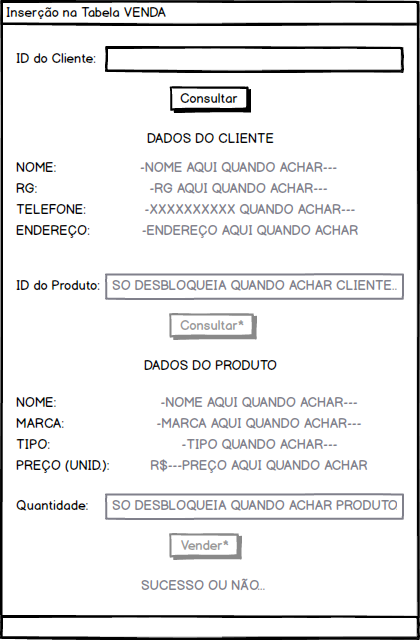 Inserção na Tabela VENDA
ID do Cliente:
Consultar
DADOS DO CLIENTE
NOME: -NOME AQUI QUANDO ACHAR---
RG: -RG AQUI QUANDO ACHAR---
TELEFONE: -XXXXXXXXXX QUANDO ACHAR---
ENDEREÇO: -ENDEREÇO AQUI QUANDO ACHAR
ID do Produto: SO DESBLOQUEIA QUANDO ACHAR CLIENTE..
Consultar*
DADOS DO PRODUTO
NOME: -NOME AQUI QUANDO ACHAR---
MARCA: -MARCA AQUI QUANDO ACHAR---
TIPO: -TIPO QUANDO ACHAR---
PREÇO (UNID.): R$---PREÇO AQUI QUANDO ACHAR
Quantidade: SO DESBLOQUEIA QUANDO ACHAR PRODUTO
Vender*
SUCESSO OU NÃO...